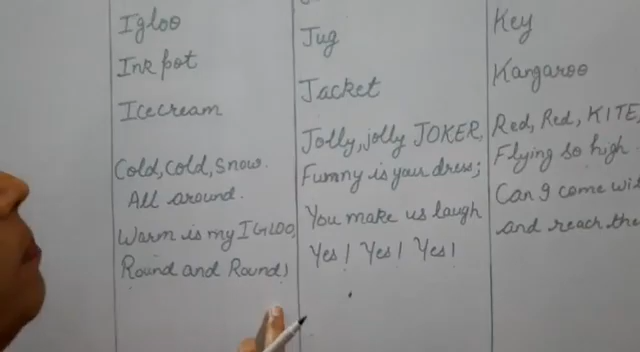 Igloo
Ink pot
Icecream
Cold, cold, snow.
All around.
Warm is my IGLOO,
Round and Round!
Jug
Jacket
Jolly, jolly JOKER,
Funny is your dress;
You make us laugh
Yes! Yes! Yes!
Key
Kangaroo
Red, Red, KITE,
Flying so high.
Can I come
and reach the